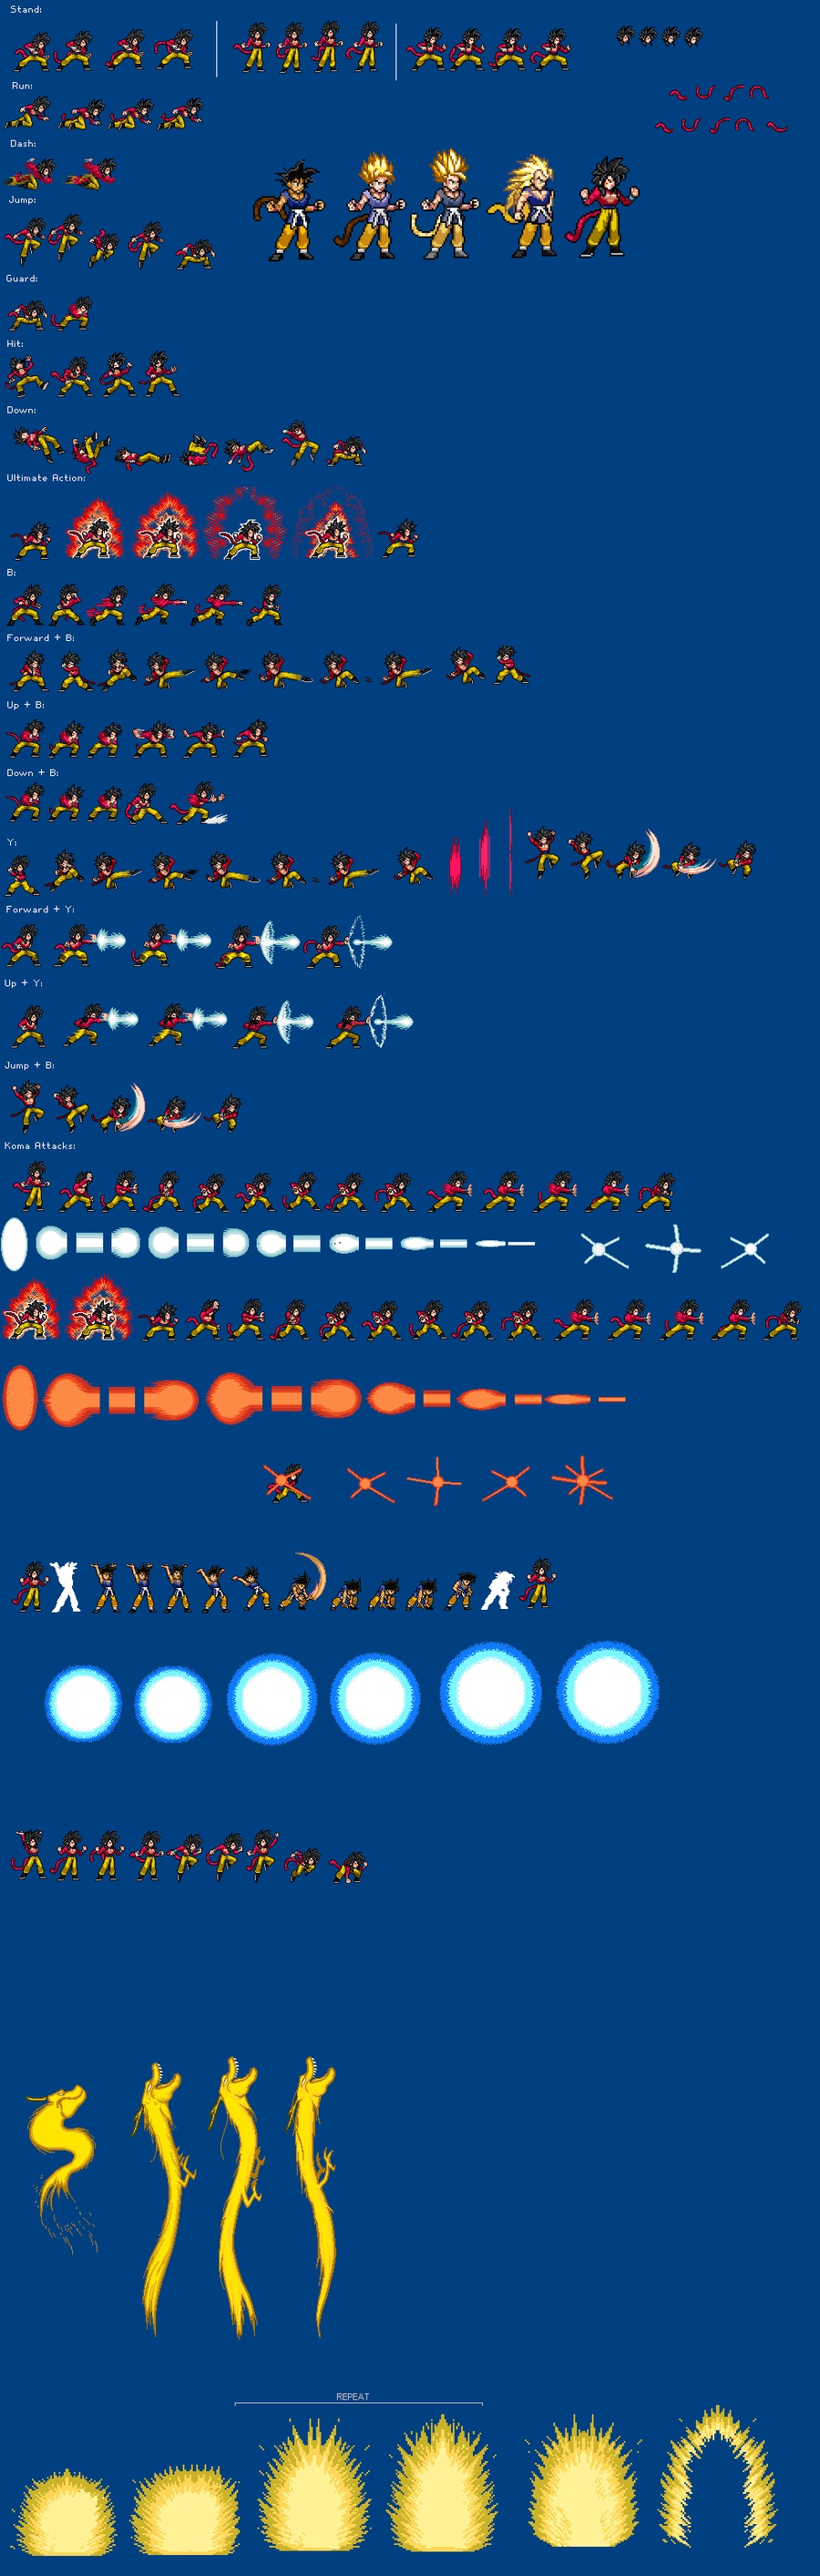 Stand:
Run:
Dash:
Jump:
Guard:
Hit:
Down:
Ultimate Action:
B:
Forward + B:
Up + B:
Down + B:
Y:
Forward + Y:
Up + Y:
Jump + B:
Koma Attacks:
REPEAT